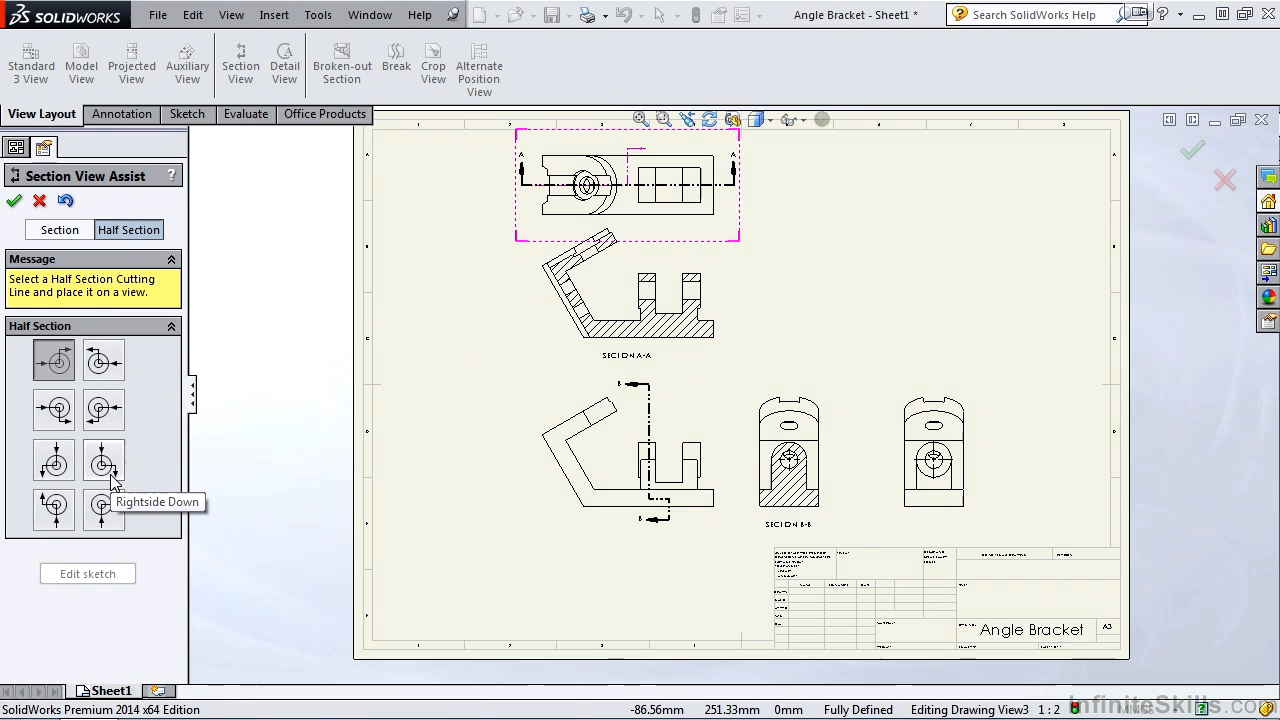 SOLIDWORKS
File Edit View Insert Tools Window Help
Angle Bracket - Sheet1 *
Search SolidWorks Help
Standard
3 View
Model
View
Projected
View
Auxiliary
View
Section
View
Detail
View
Broken-out
Section
Break
Crop
View
Alternate
Position
View
View Layout Annotation Sketch Evaluate Office Products
Section View Assist ?
Section Half Section
Message
Select a Half Section Cutting
Line and place it on a view.
Half Section
Rightside Down
Edit sketch
A A
SECTION A-A
B
B
SECTION B-B
Angle Bracket
A3
Sheet1
SolidWorks Premium 2014 x64 Edition
-86.56mm 251.33mm 0mm Fully Defined Editing Drawing View3 1 : 2
InfiniteSkills.com